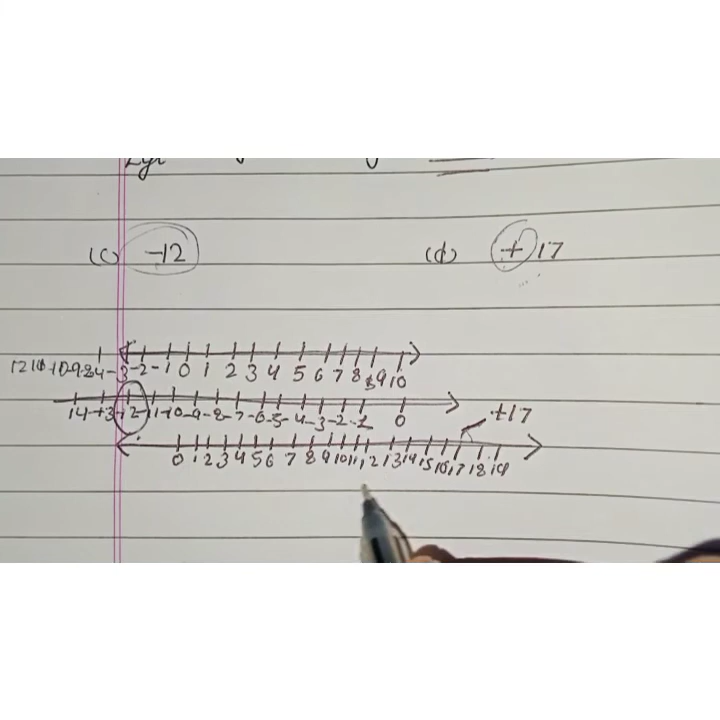 (c) -12 (d) + 17
-3 -2 -1 0 1 2 3 4 5 6 7 8 9 10
-14 -13 -12 -11 -10 -9 -8 -7 -6 -5 -4 -3 -2 -1 0
+17
0 1 2 3 4 5 6 7 8 9 10 11 12 13 14 15 16 17 18 19